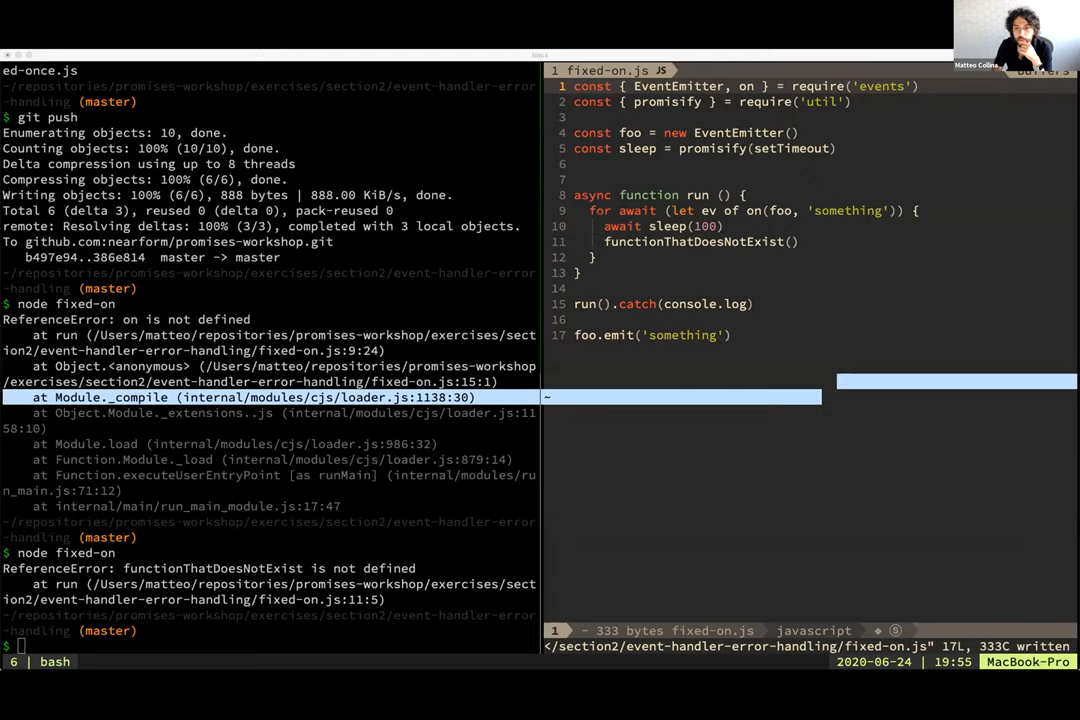 Matteo Collina
tmux
ed-once.js
~/repositories/promises-workshop/exercises/section2/event-handler-error
-handling (master)
$ git push
Enumerating objects: 10, done.
Counting objects: 100% (10/10), done.
Delta compression using up to 8 threads
Compressing objects: 100% (6/6), done.
Writing objects: 100% (6/6), 888 bytes | 888.00 KiB/s, done.
Total 6 (delta 3), reused 0 (delta 0), pack-reused 0
remote: Resolving deltas: 100% (3/3), completed with 3 local objects.
To github.com:nearform/promises-workshop.git
b497e94..386e814 master -> master
~/repositories/promises-workshop/exercises/section2/event-handler-error
-handling (master)
$ node fixed-on
ReferenceError: on is not defined
at run (/Users/matteo/repositories/promises-workshop/exercises/sect
ion2/event-handler-error-handling/fixed-on.js:9:24)
at Object.<anonymous> (/Users/matteo/repositories/promises-workshop
/exercises/section2/event-handler-error-handling/fixed-on.js:15:1)
at Module._compile (internal/modules/cjs/loader.js:1138:30)
at Object.Module._extensions..js (internal/modules/cjs/loader.js:11
58:10)
at Module.load (internal/modules/cjs/loader.js:986:32)
at Function.Module._load (internal/modules/cjs/loader.js:879:14)
at Function.executeUserEntryPoint [as runMain] (internal/modules/ru
n_main.js:71:12)
at internal/main/run_main_module.js:17:47
~/repositories/promises-workshop/exercises/section2/event-handler-error
-handling (master)
$ node fixed-on
ReferenceError: functionThatDoesNotExist is not defined
at run (/Users/matteo/repositories/promises-workshop/exercises/sect
ion2/event-handler-error-handling/fixed-on.js:11:5)
~/repositories/promises-workshop/exercises/section2/event-handler-error
-handling (master)
$
6 | bash
1 fixed-on.js JS
1 const { EventEmitter, on } = require('events')
2 const { promisify } = require('util')
3
4 const foo = new EventEmitter()
5 const sleep = promisify(setTimeout)
6
7
8 async function run () {
9 for await (let ev of on(foo, 'something')) {
10 await sleep(100)
11 functionThatDoesNotExist()
12 }
13 }
14
15 run().catch(console.log)
16
17 foo.emit('something')
~
1 - 333 bytes fixed-on.js javascript ◆ Ⓢ
</section2/event-handler-error-handling/fixed-on.js" 17L, 333C written
2020-06-24 | 19:55 MacBook-Pro